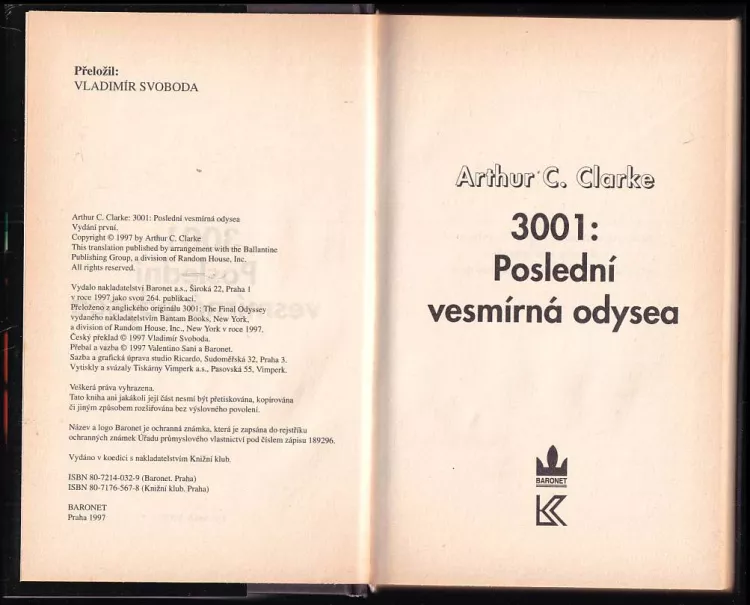 Přeložil:
VLADIMÍR SVOBODA
Arthur C. Clarke: 3001: Poslední vesmírná odysea
Vydání první.
Copyright © 1997 by Arthur C. Clarke
This translation published by arrangement with the Ballantine
Publishing Group, a division of Random House, Inc.
All rights reserved.
Vydalo nakladatelství Baronet a.s., Široká 22, Praha 1
v roce 1997 jako svou 264. publikaci.
Přeloženo z anglického originálu 3001: The Final Odyssey
vydaného nakladatelstvím Bantam Books, New York,
a division of Random House, Inc., New York v roce 1997.
Český překlad © 1997 Vladimír Svoboda.
Přebal a vazba © 1997 Valentino Sani a Baronet.
Sazba a grafická úprava studio Ricardo, Sudoměřská 32, Praha 3.
Vytiskly a svázaly Tiskárny Vimperk a.s., Pasovská 55, Vimperk.
Veškerá práva vyhrazena.
Tato kniha ani jakákoli její část nesmí být přetiskována, kopírována
či jiným způsobem rozšiřována bez výslovného povolení.
Název a logo Baronet je ochranná známka, která je zapsána do rejstříku
ochranných známek Úřadu průmyslového vlastnictví pod číslem zápisu 189296.
Vydáno v koedici s nakladatelstvím Knižní klub.
ISBN 80-7214-032-9 (Baronet, Praha)
ISBN 80-7176-567-8 (Knižní klub, Praha)
BARONET
Praha 1997
Arthur C. Clarke
3001:
Poslední
vesmírná odysea
BARONET